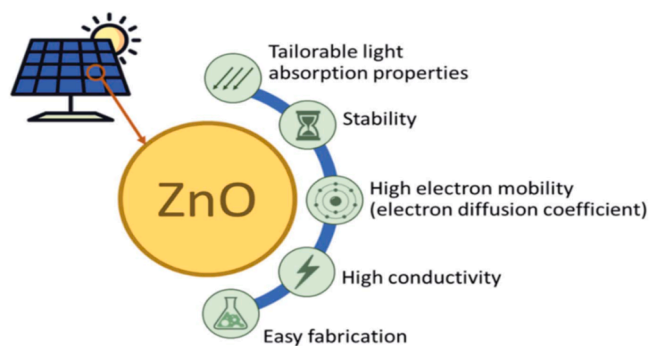 Tailorable light
absorption properties
Stability
ZnO
High electron mobility
(electron diffusion coefficient)
High conductivity
Easy fabrication